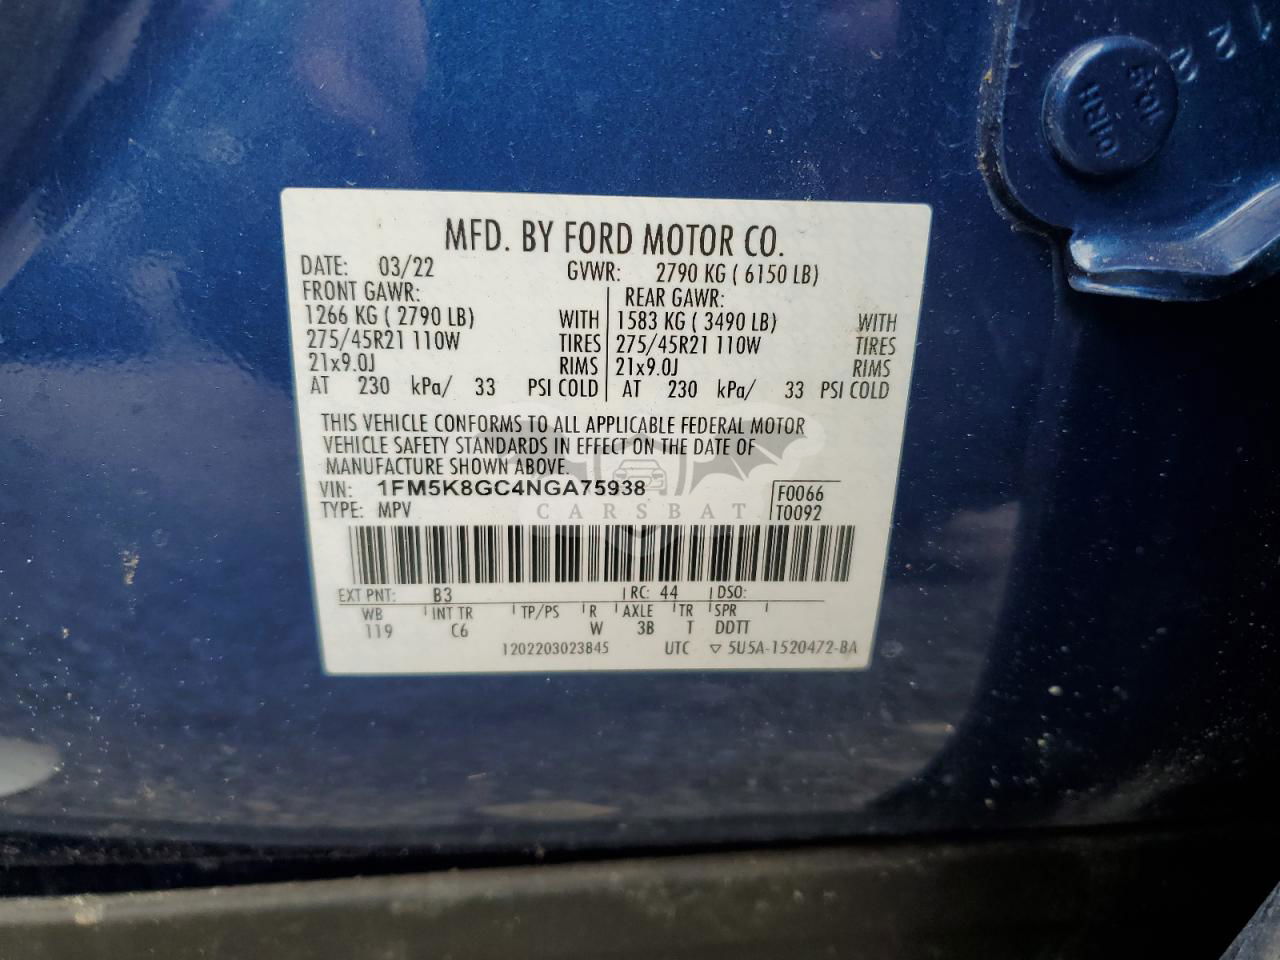 MFD. BY FORD MOTOR CO.
DATE: 03/22 GVWR: 2790 KG ( 6150 LB)
FRONT GAWR: REAR GAWR:
1266 KG ( 2790 LB) WITH 1583 KG ( 3490 LB) WITH
275/45R21 110W TIRES 275/45R21 110W TIRES
21x9.0J RIMS 21x9.0J RIMS
AT 230 kPa/ 33 PSI COLD AT 230 kPa/ 33 PSI COLD
THIS VEHICLE CONFORMS TO ALL APPLICABLE FEDERAL MOTOR
VEHICLE SAFETY STANDARDS IN EFFECT ON THE DATE OF
MANUFACTURE SHOWN ABOVE.
VIN: 1FM5K8GC4NGA75938 F0066
TYPE: MPV T0092
CARSBAT
EXT PNT: B3 RC: 44 DSO:
WB INT TR TP/PS R AXLE TR SPR
119 C6 W 3B T DDTT
1202203023845 UTC ▽ 5U5A-1520472-BA